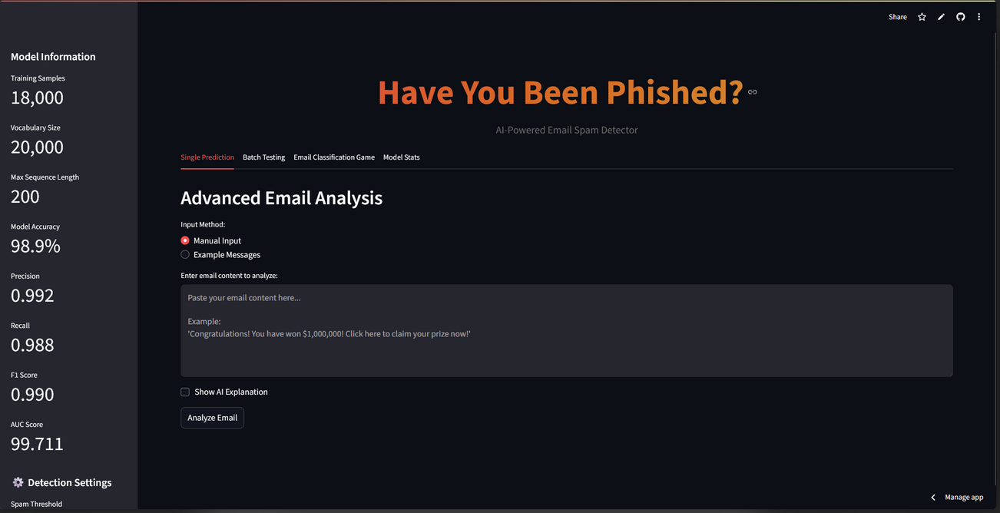 Share
Model Information
Training Samples
18,000
Vocabulary Size
20,000
Max Sequence Length
200
Model Accuracy
98.9%
Precision
0.992
Recall
0.988
F1 Score
0.990
AUC Score
99.711
Detection Settings
Spam Threshold
Have You Been Phished?
AI-Powered Email Spam Detector
Single Prediction Batch Testing Email Classification Game Model Stats
Advanced Email Analysis
Input Method:
Manual Input
Example Messages
Enter email content to analyze:
Paste your email content here...
Example:
'Congratulations! You have won $1,000,000! Click here to claim your prize now!'
Show AI Explanation
Analyze Email
Manage app